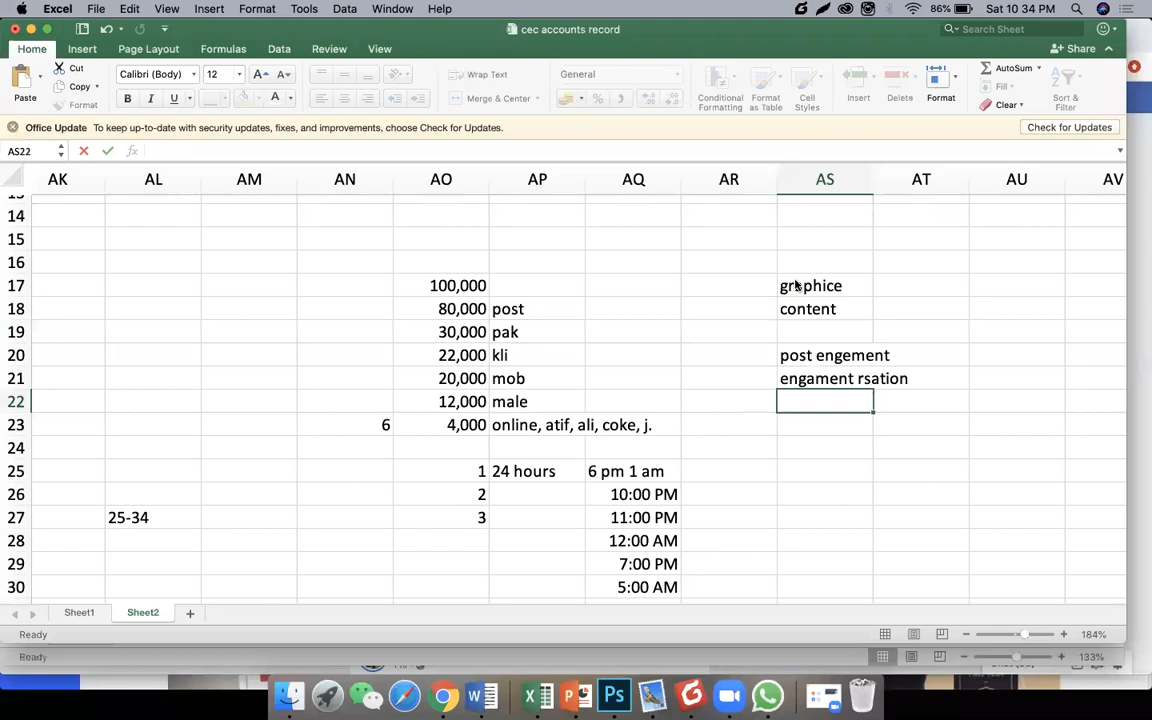 Excel File Edit View Insert Format Tools Data Window Help 86% Sat 10:34 PM
cec accounts record Search Sheet
Home Insert Page Layout Formulas Data Review View Share
Paste Cut Copy Format Calibri (Body) 12 Wrap Text General Conditional Formatting Format as Table Cell Styles Insert Delete Format AutoSum Fill Clear Sort & Filter
B I U A Merge & Center %
Office Update To keep up-to-date with security updates, fixes, and improvements, choose Check for Updates. Check for Updates
AS22 fx
AK AL AM AN AO AP AQ AR AS AT AU AV
14
15
16
17 100,000 graphice
18 80,000 post content
19 30,000 pak
20 22,000 kli post engement
21 20,000 mob engament rsation
22 12,000 male
23 6 4,000 online, atif, ali, coke, j.
24
25 1 24 hours 6 pm 1 am
26 2 10:00 PM
27 25-34 3 11:00 PM
28 12:00 AM
29 7:00 PM
30 5:00 AM
Sheet1 Sheet2
Ready 184%
Ready 133%